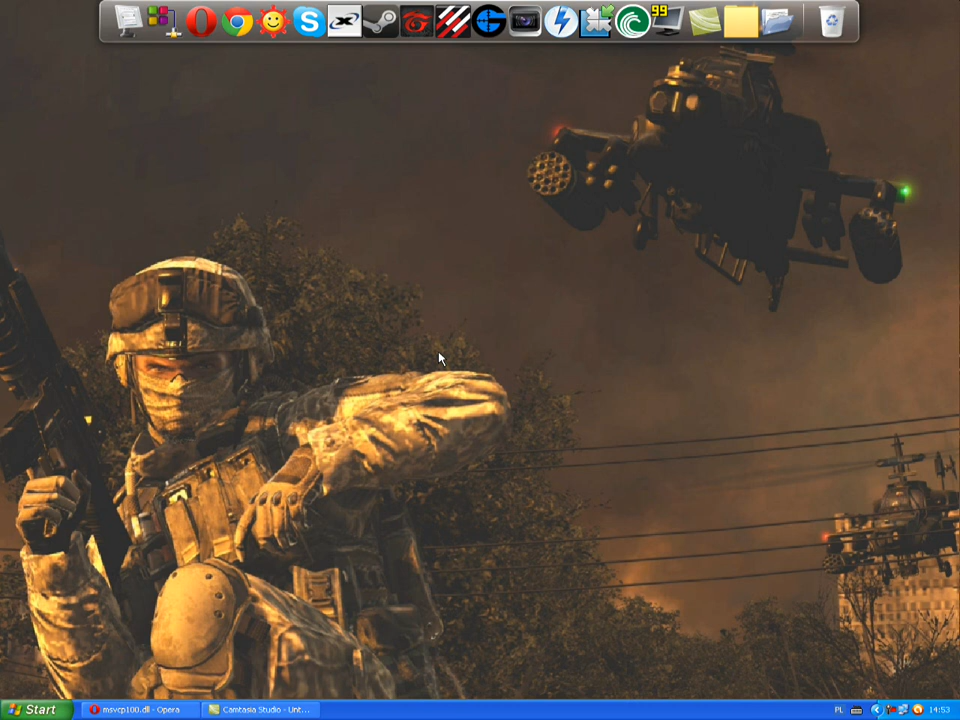 99
Start
msvcp100.dll - Opera
Camtasia Studio - Unt...
PL
14:53